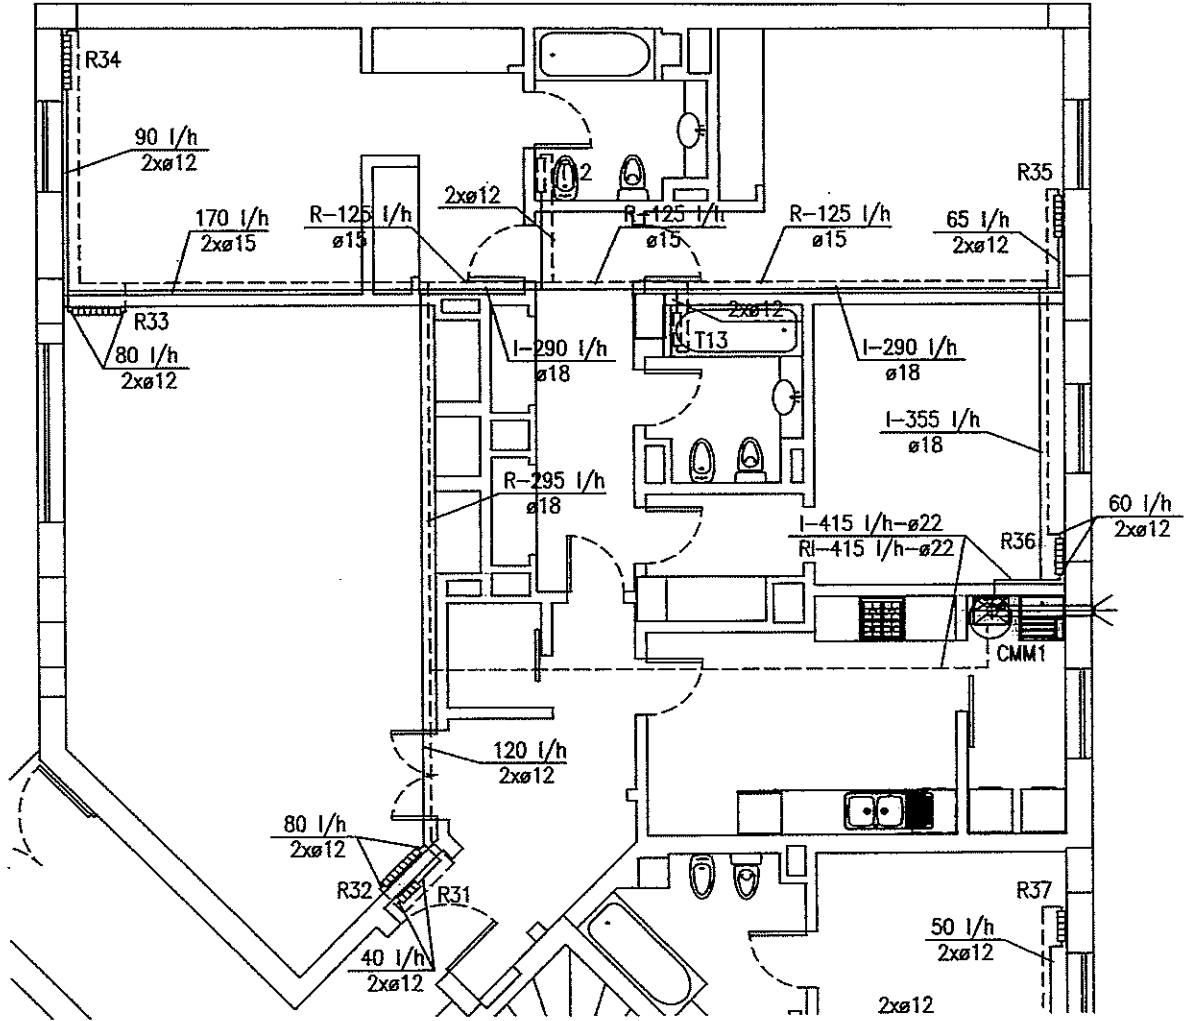 R34
90 l/h
2xø12
2
R35
2xø12
170 l/h
2xø15
R-125 l/h
ø15
R-125 l/h
ø15
R-125 l/h
ø15
65 l/h
2xø12
R33
80 l/h
2xø12
2xø12
T13
I-290 l/h
ø18
I-290 l/h
ø18
I-355 l/h
ø18
R-295 l/h
ø18
60 l/h
2xø12
I-415 l/h-ø22
RI-415 l/h-ø22
R36
CMM1
120 l/h
2xø12
80 l/h
2xø12
R32
R31
40 l/h
2xø12
R37
50 l/h
2xø12
2xø12